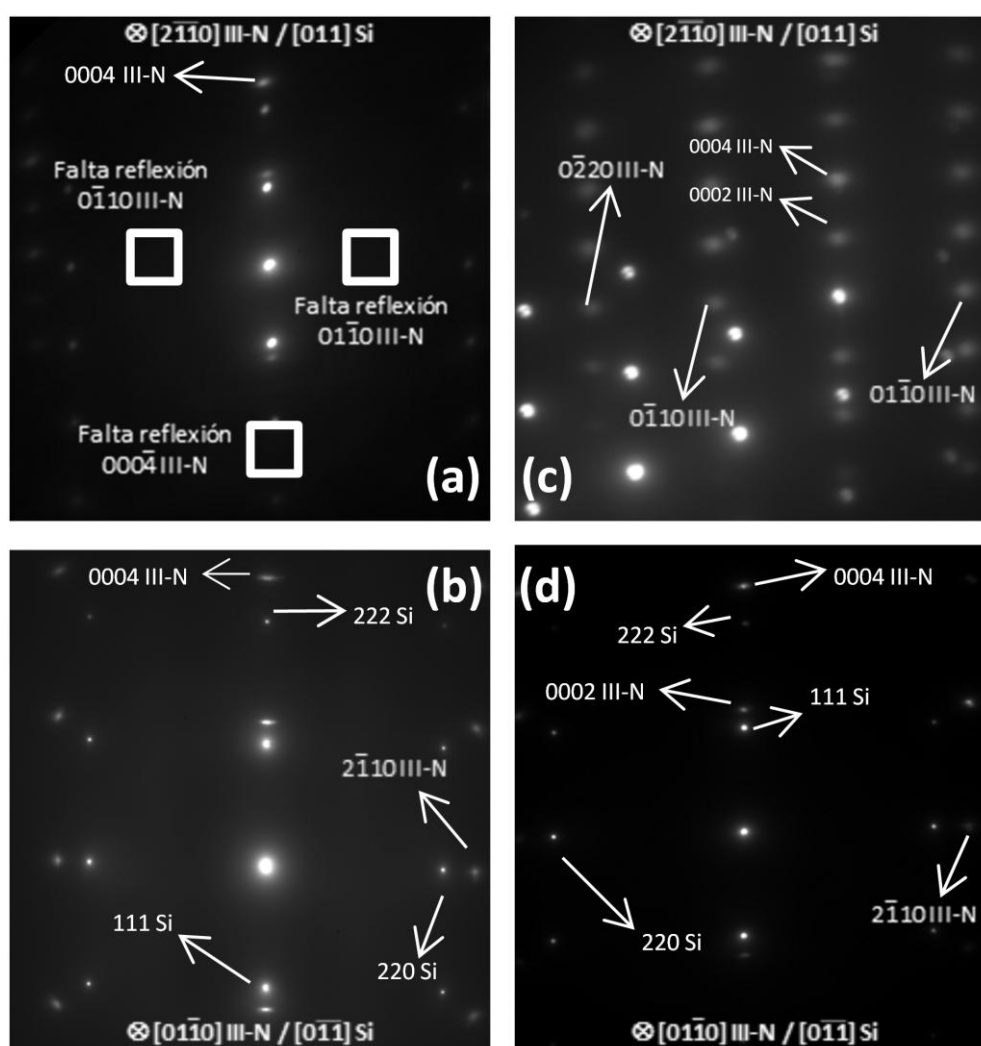 ⊗[21̅1̅0] III-N / [011] Si
0004 III-N
Falta reflexión
01̅10 III-N
Falta reflexión
011̅0 III-N
Falta reflexión
0004̅ III-N
(a)
⊗[21̅1̅0] III-N / [011] Si
0004 III-N
02̅20 III-N
0002 III-N
01̅10 III-N
011̅0 III-N
(c)
0004 III-N
(b)
222 Si
21̅10 III-N
111 Si
220 Si
⊗[011̅0] III-N / [01̅1̅] Si
(d)
0004 III-N
222 Si
0002 III-N
111 Si
21̅10 III-N
220 Si
⊗[011̅0] III-N / [01̅1̅] Si